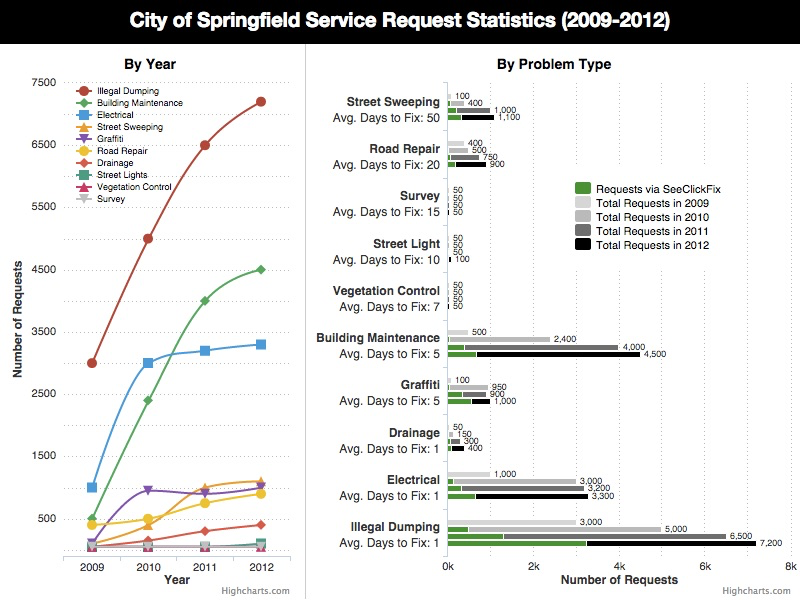 City of Springfield Service Request Statistics (2009-2012)
By Year
7500
6500
5500
4500
3500
2500
1500
500
Number of Requests
Illegal Dumping
Building Maintenance
Electrical
Street Sweeping
Graffiti
Road Repair
Drainage
Street Lights
Vegetation Control
Survey
2009 2010 2011 2012
Year
Highcharts.com
By Problem Type
Street Sweeping
Avg. Days to Fix: 50
100
400
1,000
1,100
Road Repair
Avg. Days to Fix: 20
400
500
750
900
Survey
Avg. Days to Fix: 15
50
50
50
50
Street Light
Avg. Days to Fix: 10
50
50
50
100
Vegetation Control
Avg. Days to Fix: 7
50
50
50
50
Building Maintenance
Avg. Days to Fix: 5
500
2,400
4,000
4,500
Graffiti
Avg. Days to Fix: 5
100
950
900
1,000
Drainage
Avg. Days to Fix: 1
50
150
300
400
Electrical
Avg. Days to Fix: 1
1,000
3,000
3,200
3,300
Illegal Dumping
Avg. Days to Fix: 1
3,000
5,000
6,500
7,200
Requests via SeeClickFix
Total Requests in 2009
Total Requests in 2010
Total Requests in 2011
Total Requests in 2012
0k 2k 4k 6k 8k
Number of Requests
Highcharts.com